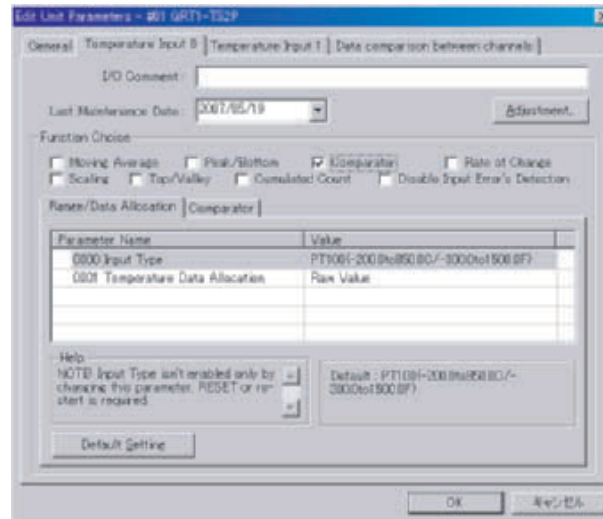 Edit Unit Parameters - #01 GRT1-TS2P
General Temperature Input 0 Temperature Input 1 Data comparison between channels
I/O Comment :
Last Maintenance Date : 2007/05/19 Adjustment..
Function Choice
Moving Average Peak/Bottom Comparator Rate of Change
Scaling Top/Valley Cumulated Count Disable Input Error's Detection
Range/Data Allocation Comparator
Parameter Name Value
0000 Input Type PT100(-200.0to850.0C/-300.0to1500.0F)
0001 Temperature Data Allocation Raw Value
Help
NOTE! Input Type isn't enabled only by
changing this parameter. RESET or re-
start is required.
Default : PT100(-200.0to850.0C/-
300.0to1500.0F)
Default Setting
OK キャンセル